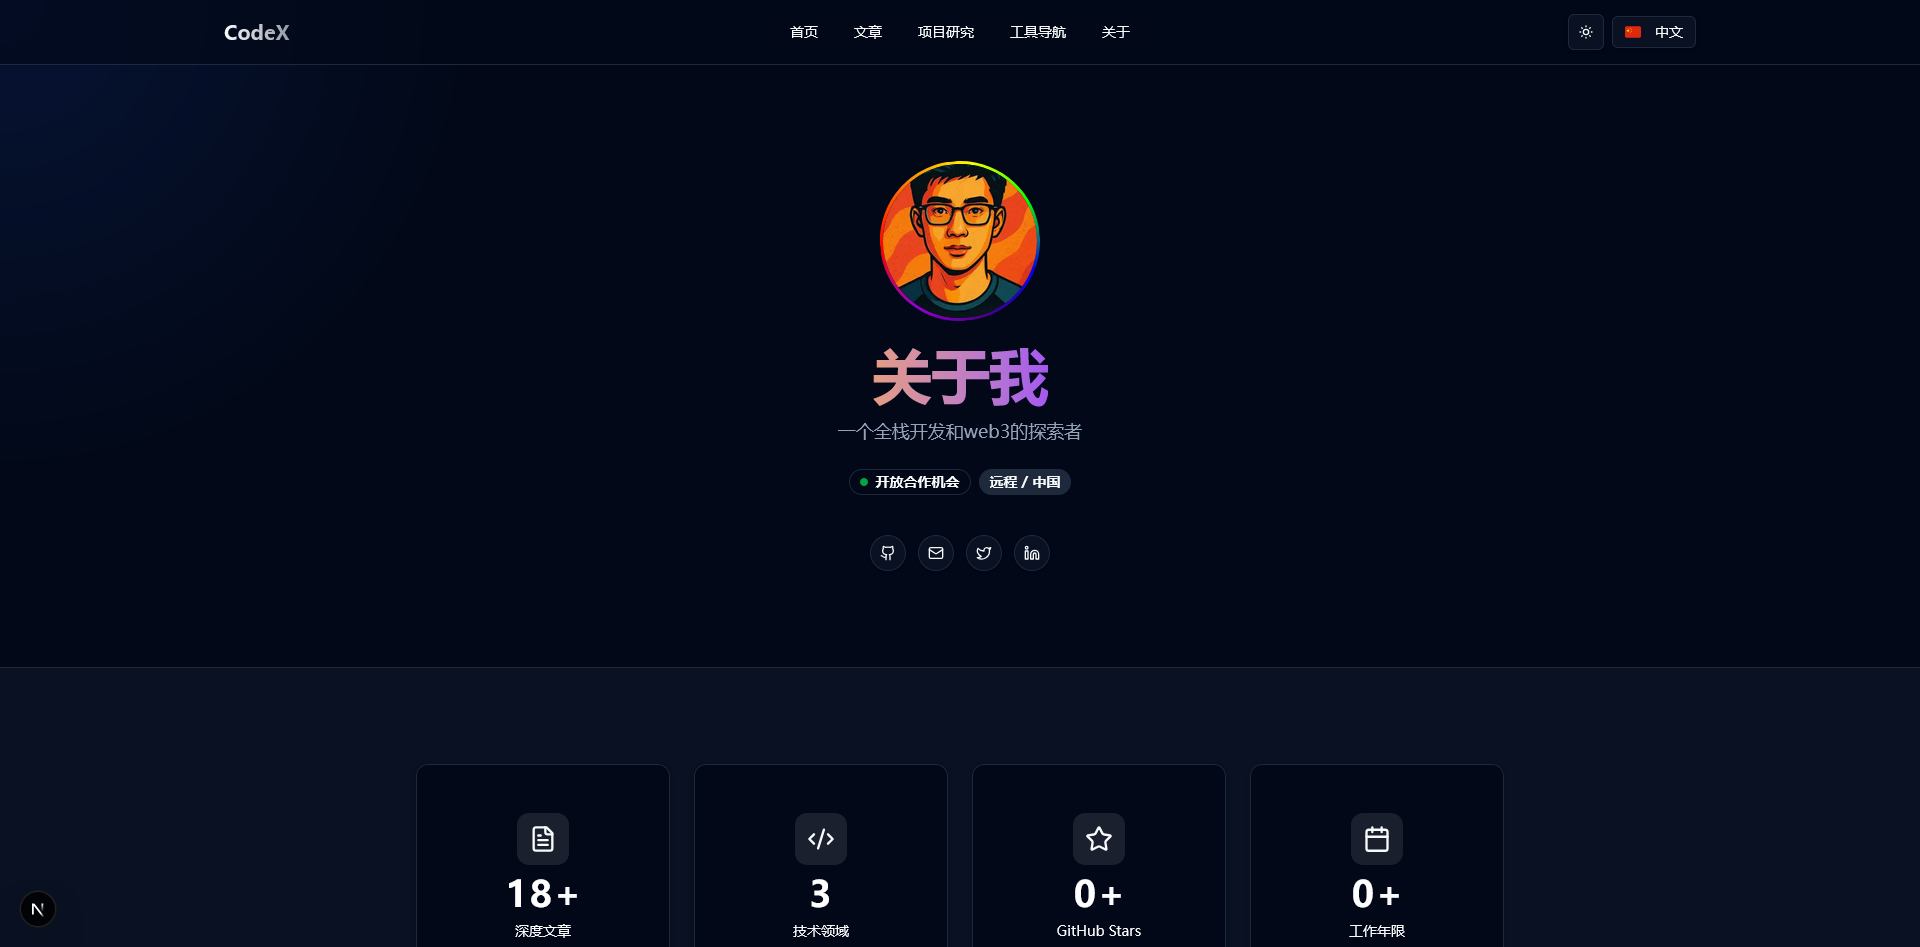 CodeX
首页 文章 项目研究 工具导航 关于
中文
关于我
一个全栈开发和web3的探索者
开放合作机会 远程 / 中国
18+ 3 0+ 0+
深度文章 技术领域 GitHub Stars 工作年限
N